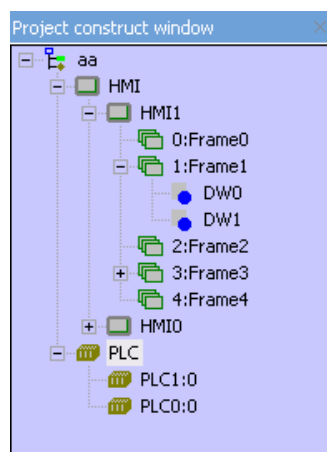 Project construct window
aa
HMI
HMI1
0:Frame0
1:Frame1
DW0
DW1
2:Frame2
3:Frame3
4:Frame4
HMI0
PLC
PLC1:0
PLC0:0